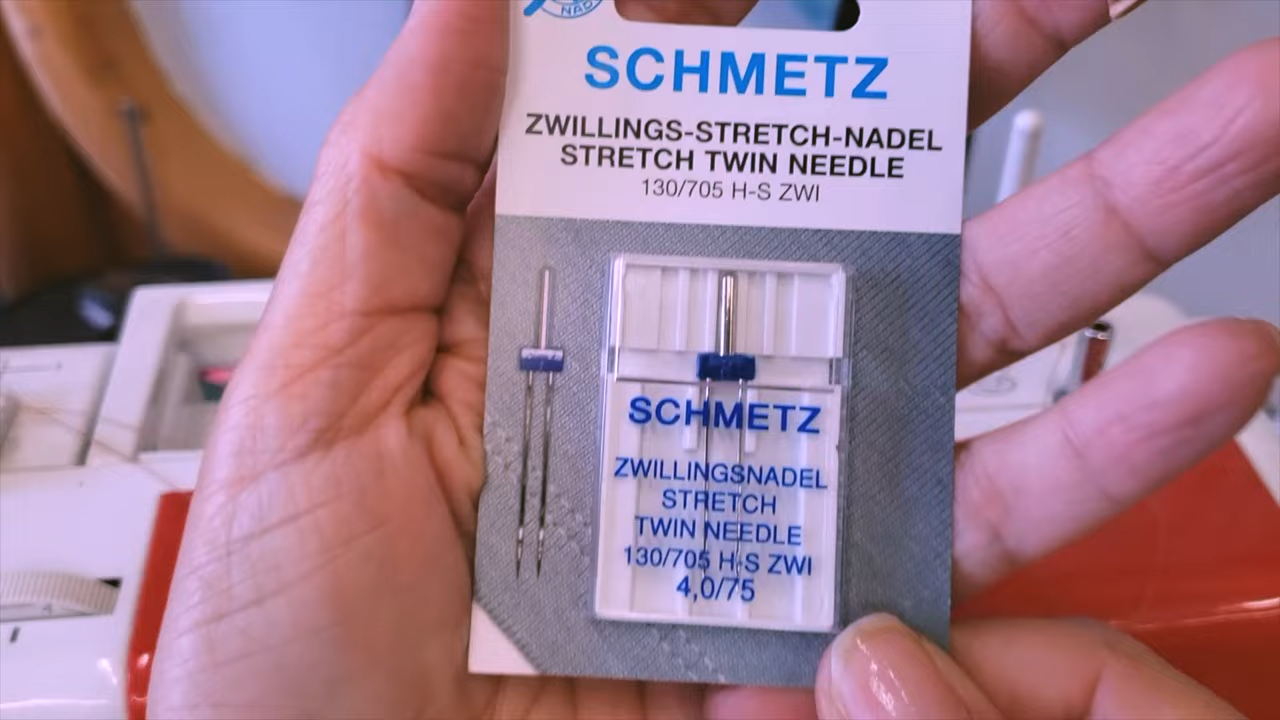 NAD
SCHMETZ
ZWILLINGS-STRETCH-NADEL
STRETCH TWIN NEEDLE
130/705 H-S ZWI
SCHMETZ
ZWILLINGSNADEL
STRETCH
TWIN NEEDLE
130/705 H-S ZWI
4,0/75